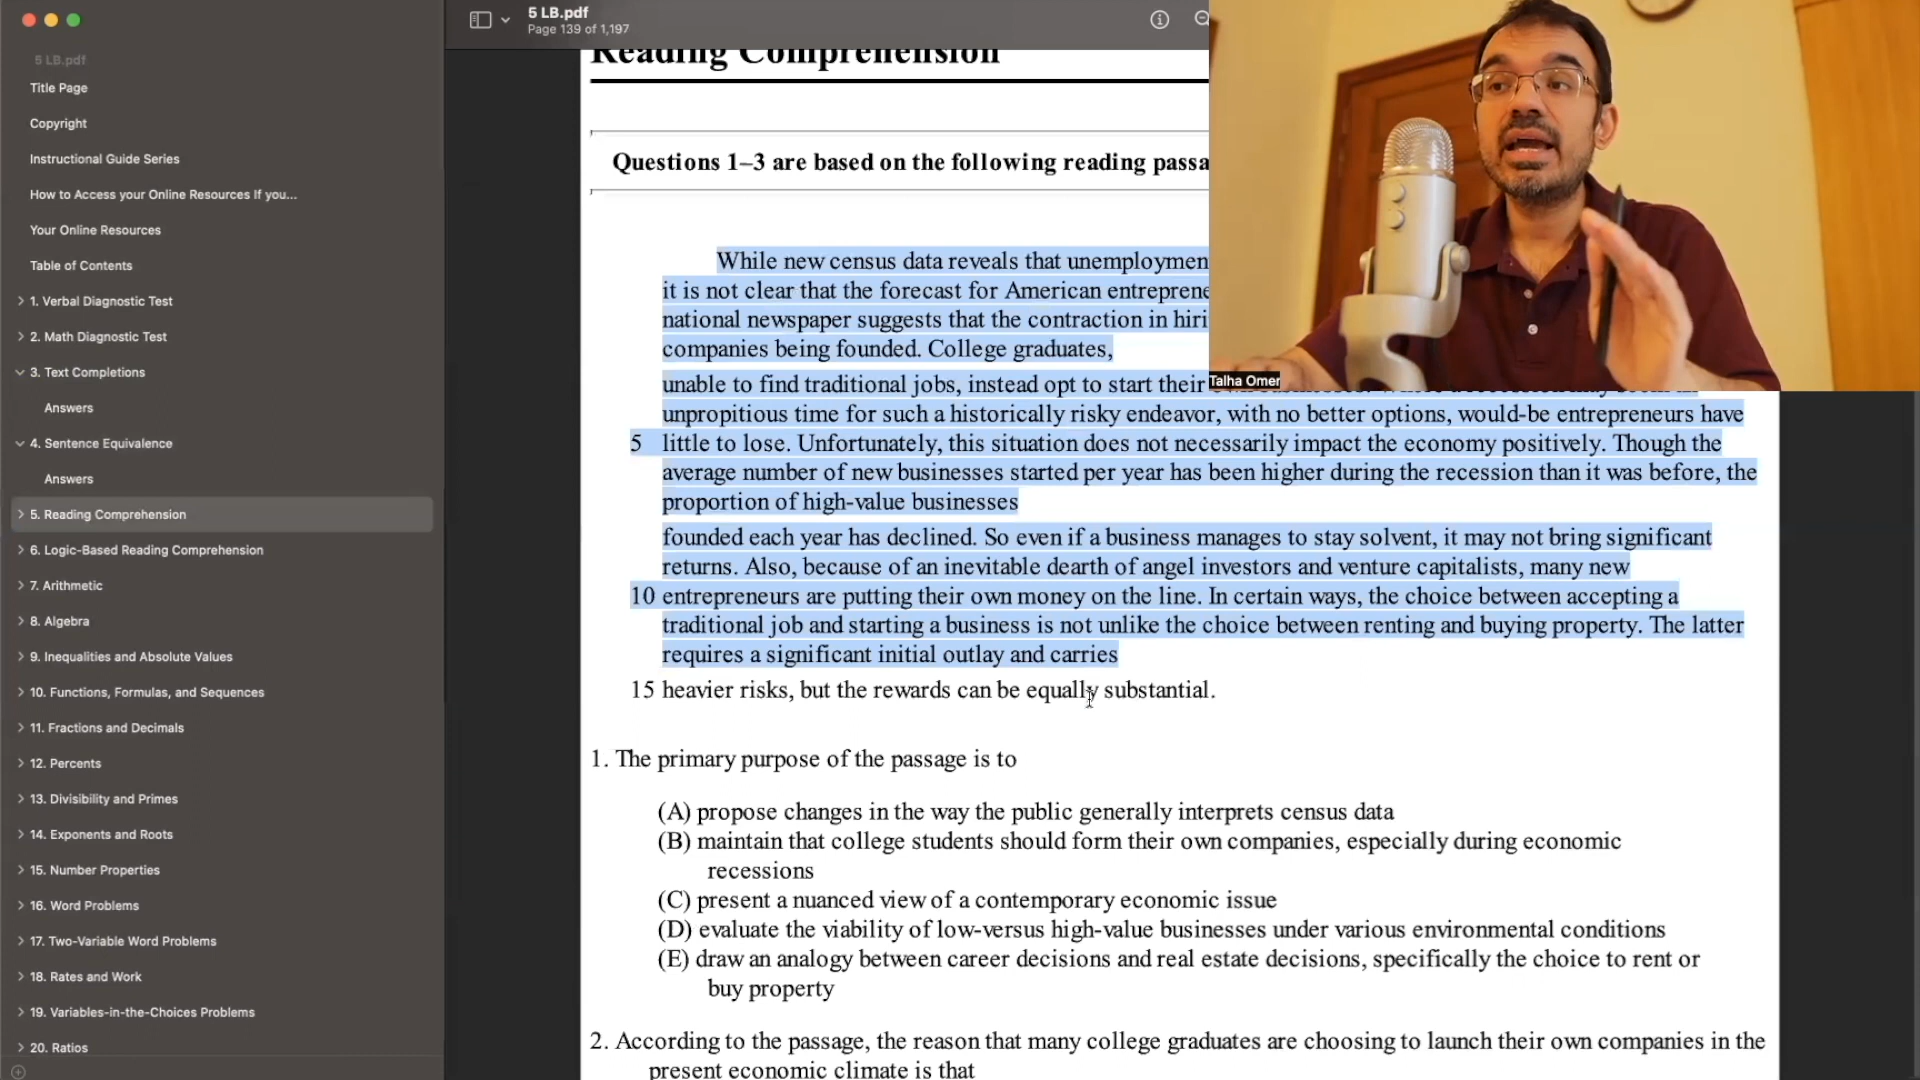 5 LB.pdf
Title Page
Copyright
Instructional Guide Series
How to Access your Online Resources If you...
Your Online Resources
Table of Contents
1. Verbal Diagnostic Test
2. Math Diagnostic Test
3. Text Completions
Answers
4. Sentence Equivalence
Answers
5. Reading Comprehension
6. Logic-Based Reading Comprehension
7. Arithmetic
8. Algebra
9. Inequalities and Absolute Values
10. Functions, Formulas, and Sequences
11. Fractions and Decimals
12. Percents
13. Divisibility and Primes
14. Exponents and Roots
15. Number Properties
16. Word Problems
17. Two-Variable Word Problems
18. Rates and Work
19. Variables-in-the-Choices Problems
20. Ratios
5 LB.pdf
Page 139 of 1,197
Reading Comprehension
Questions 1–3 are based on the following reading passa
While new census data reveals that unemploymen
it is not clear that the forecast for American entreprene
national newspaper suggests that the contraction in hiri
companies being founded. College graduates,
unable to find traditional jobs, instead opt to start their
unpropitious time for such a historically risky endeavor, with no better options, would-be entrepreneurs have
5 little to lose. Unfortunately, this situation does not necessarily impact the economy positively. Though the
average number of new businesses started per year has been higher during the recession than it was before, the
proportion of high-value businesses
founded each year has declined. So even if a business manages to stay solvent, it may not bring significant
returns. Also, because of an inevitable dearth of angel investors and venture capitalists, many new
10 entrepreneurs are putting their own money on the line. In certain ways, the choice between accepting a
traditional job and starting a business is not unlike the choice between renting and buying property. The latter
requires a significant initial outlay and carries
15 heavier risks, but the rewards can be equally substantial.
1. The primary purpose of the passage is to
(A) propose changes in the way the public generally interprets census data
(B) maintain that college students should form their own companies, especially during economic
recessions
(C) present a nuanced view of a contemporary economic issue
(D) evaluate the viability of low-versus high-value businesses under various environmental conditions
(E) draw an analogy between career decisions and real estate decisions, specifically the choice to rent or
buy property
2. According to the passage, the reason that many college graduates are choosing to launch their own companies in the
present economic climate is that
Talha Omer